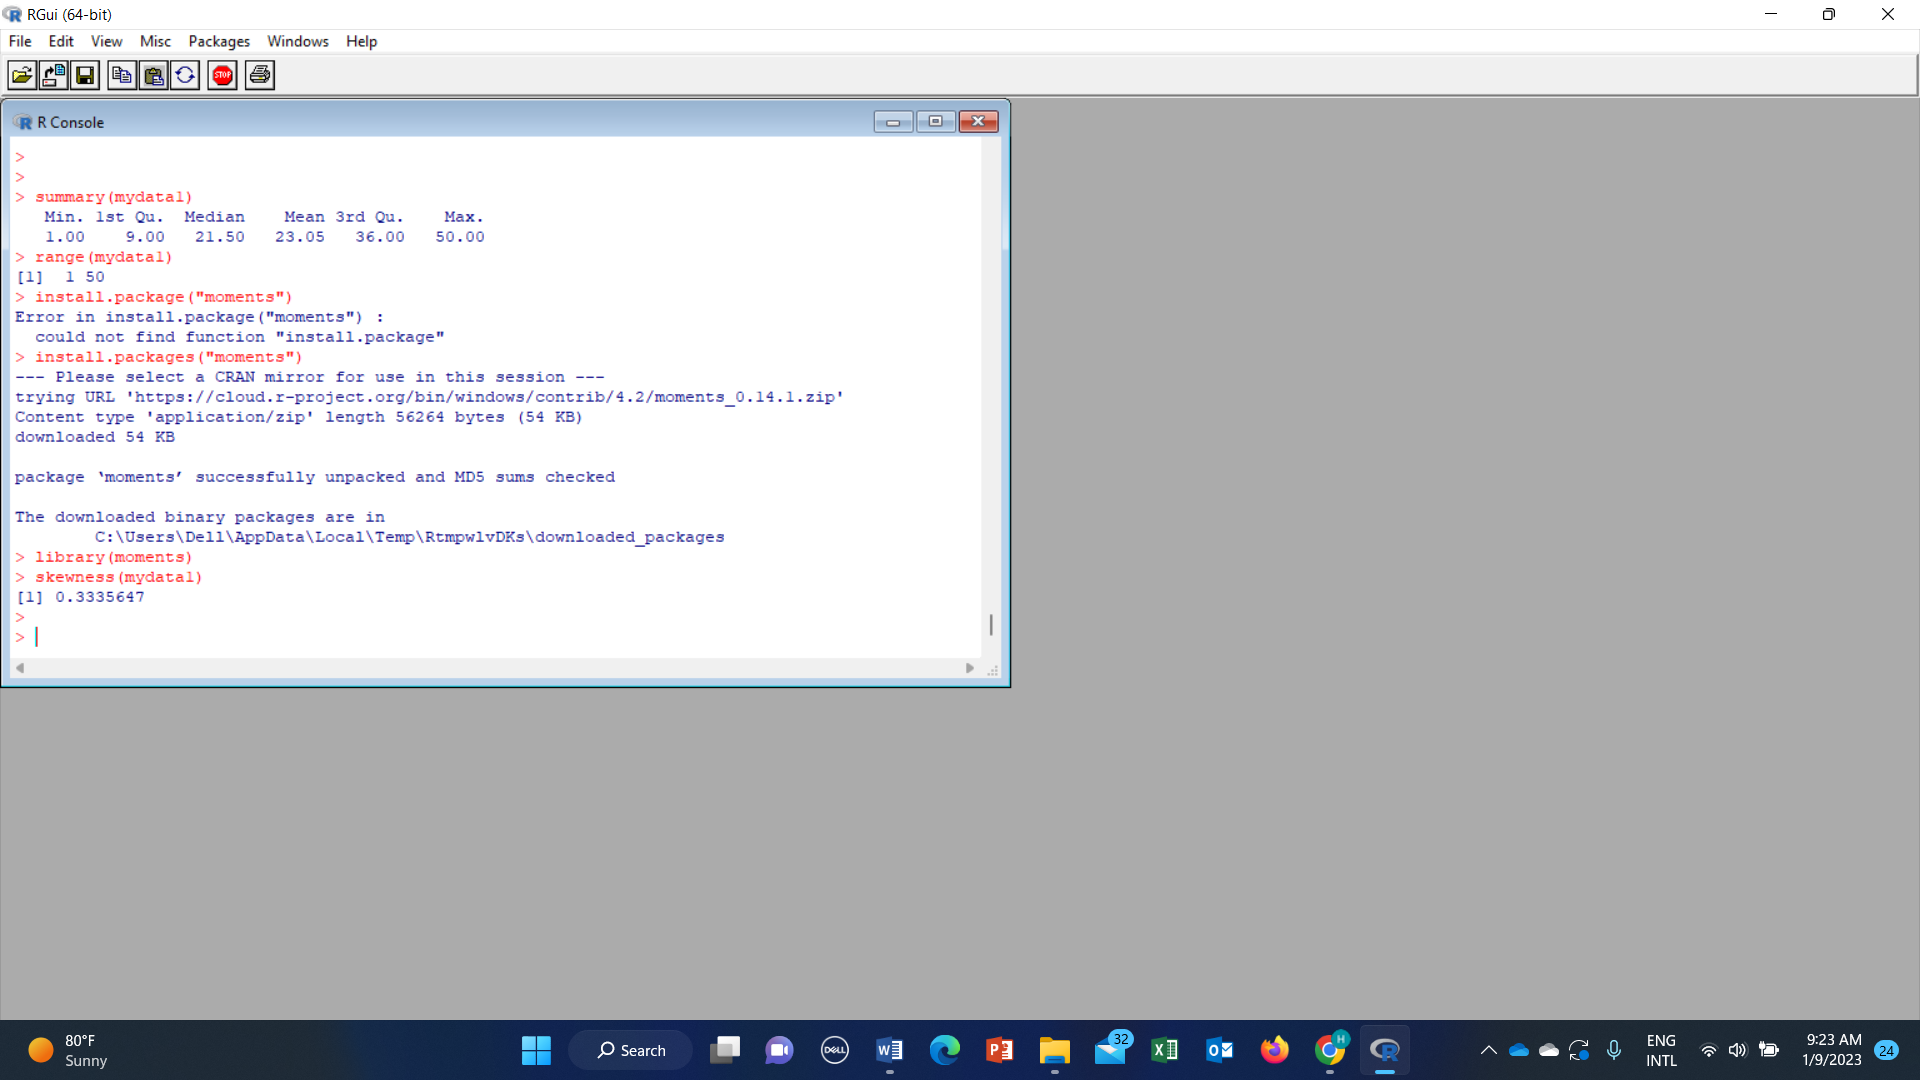 RGui (64-bit)
File Edit View Misc Packages Windows Help
STOP
R Console
>
>
> summary(mydata1)
   Min. 1st Qu.  Median    Mean 3rd Qu.    Max.
   1.00    9.00   21.50   23.05   36.00   50.00
> range(mydata1)
[1]  1 50
> install.package("moments")
Error in install.package("moments") :
  could not find function "install.package"
> install.packages("moments")
--- Please select a CRAN mirror for use in this session ---
trying URL 'https://cloud.r-project.org/bin/windows/contrib/4.2/moments_0.14.1.zip'
Content type 'application/zip' length 56264 bytes (54 KB)
downloaded 54 KB
package ‘moments’ successfully unpacked and MD5 sums checked
The downloaded binary packages are in
        C:\Users\Dell\AppData\Local\Temp\RtmpwlvDKs\downloaded_packages
> library(moments)
> skewness(mydata1)
[1] 0.3335647
>
>
80°F
Sunny
Search
DELL
32
H
ENG
INTL
9:23 AM
1/9/2023
24